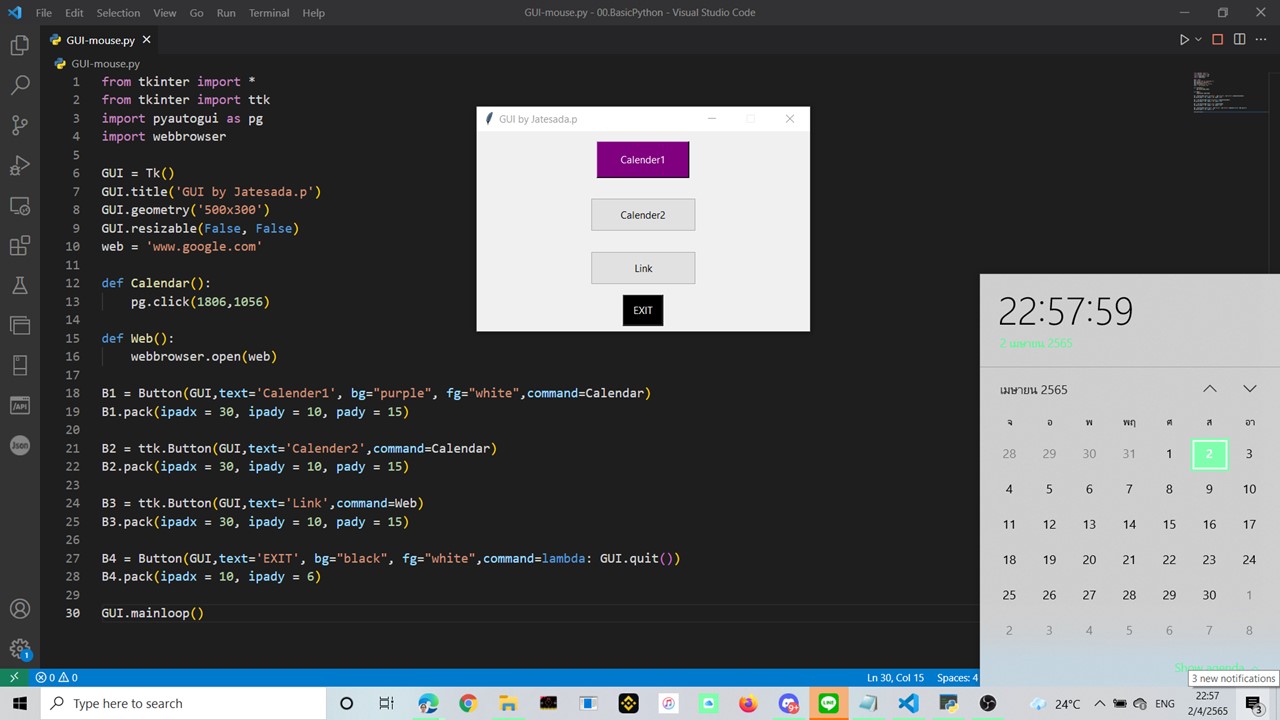 File Edit Selection View Go Run Terminal Help
GUI-mouse.py - 00.BasicPython - Visual Studio Code
GUI-mouse.py
GUI-mouse.py
1 from tkinter import *
2 from tkinter import ttk
3 import pyautogui as pg
4 import webbrowser
5
6 GUI = Tk()
7 GUI.title('GUI by Jatesada.p')
8 GUI.geometry('500x300')
9 GUI.resizable(False, False)
10 web = 'www.google.com'
11
12 def Calendar():
13 pg.click(1806,1056)
14
15 def Web():
16 webbrowser.open(web)
17
18 B1 = Button(GUI,text='Calender1', bg="purple", fg="white",command=Calendar)
19 B1.pack(ipadx = 30, ipady = 10, pady = 15)
20
21 B2 = ttk.Button(GUI,text='Calender2',command=Calendar)
22 B2.pack(ipadx = 30, ipady = 10, pady = 15)
23
24 B3 = ttk.Button(GUI,text='Link',command=Web)
25 B3.pack(ipadx = 30, ipady = 10, pady = 15)
26
27 B4 = Button(GUI,text='EXIT', bg="black", fg="white",command=lambda: GUI.quit())
28 B4.pack(ipadx = 10, ipady = 6)
29
30 GUI.mainloop()
GUI by Jatesada.p
Calender1
Calender2
Link
EXIT
22:57:59
2 เมษายน 2565
เมษายน 2565
จ อ พ พฤ ศ ส อา
28 29 30 31 1 2 3
4 5 6 7 8 9 10
11 12 13 14 15 16 17
18 19 20 21 22 23 24
25 26 27 28 29 30 1
2 3 4 5 6 7 8
Show agenda
3 new notifications
API
Json
1
0 0
Ln 30, Col 15 Spaces: 4
Type here to search
9+
LINE
24°C
ENG
22:57
2/4/2565
3